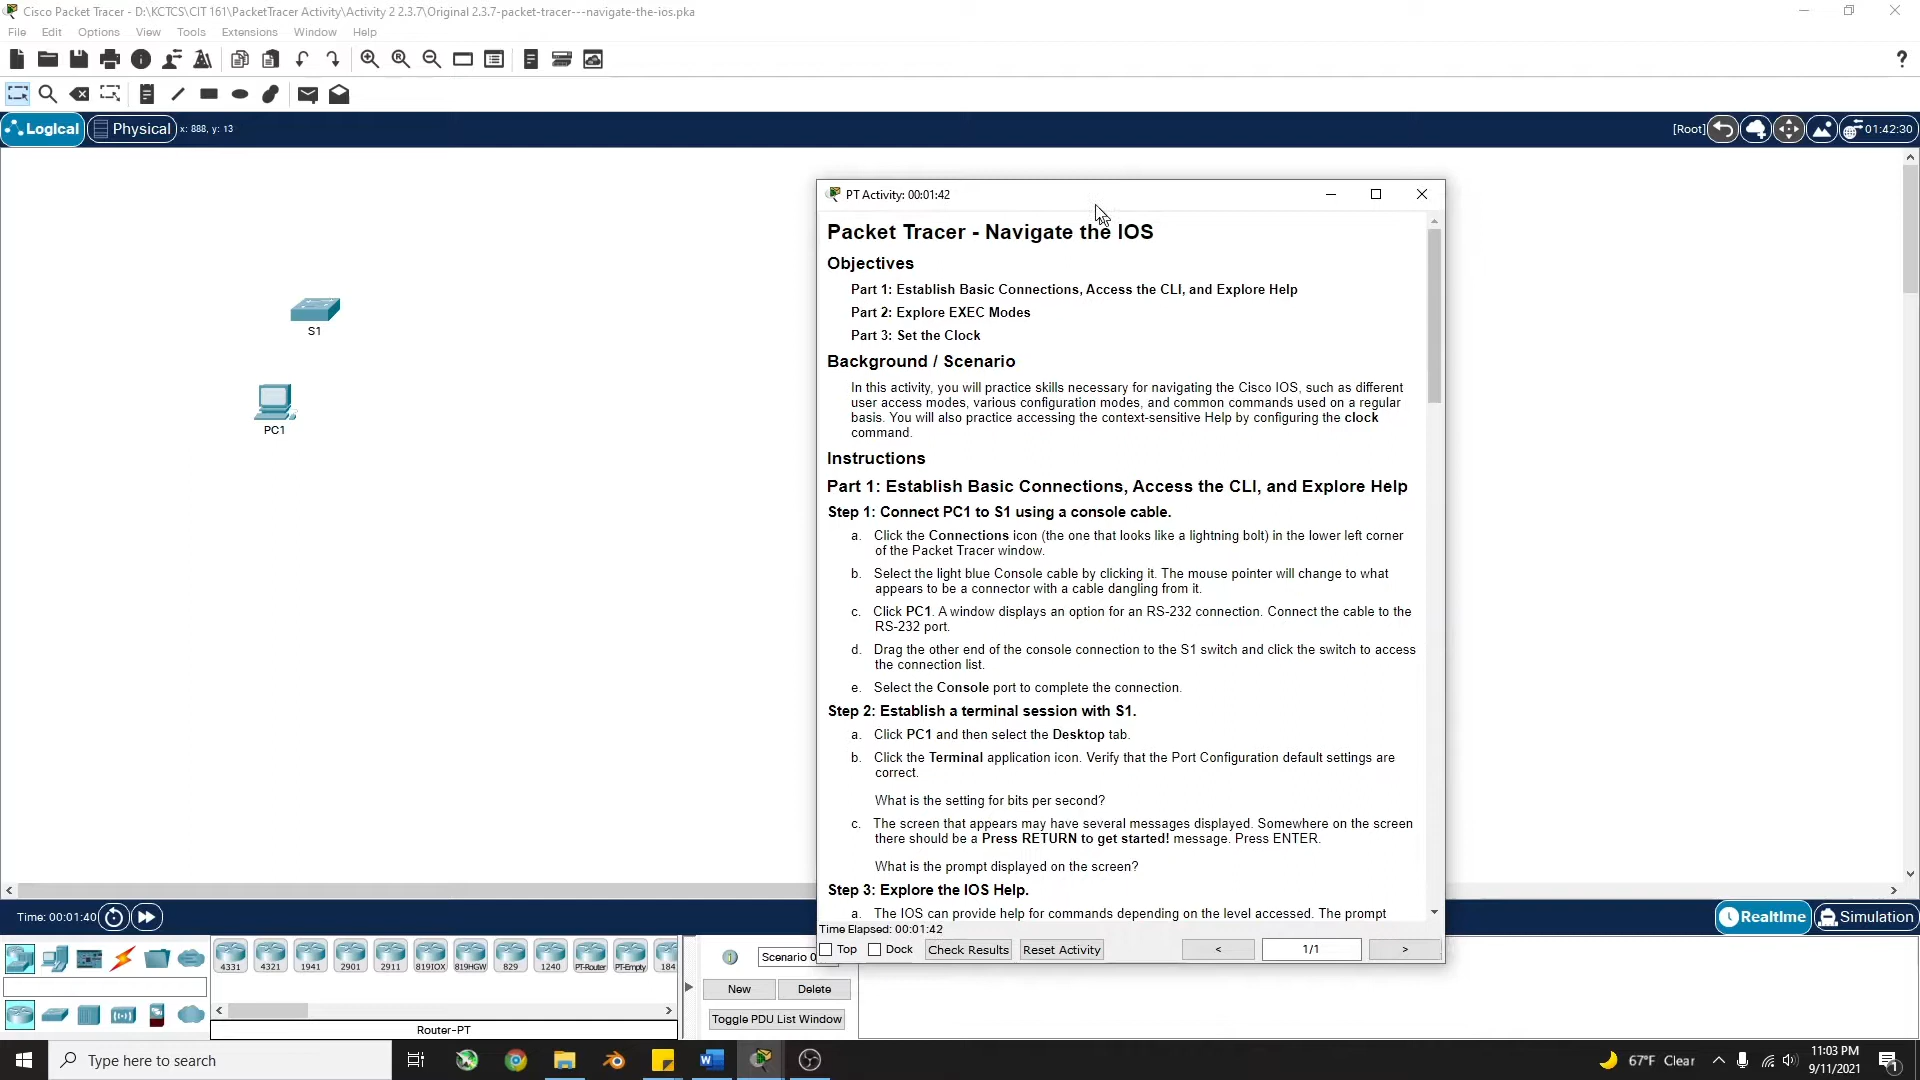 Cisco Packet Tracer - D:\KCTCS\CIT 161\PacketTracer Activity\Activity 2 2.3.7\Original 2.3.7-packet-tracer---navigate-the-ios.pka
File Edit Options View Tools Extensions Window Help
?
Logical Physical x: 888, y: 13 [Root] 01:42:30
PT Activity: 00:01:42
Packet Tracer - Navigate the IOS
Objectives
Part 1: Establish Basic Connections, Access the CLI, and Explore Help
Part 2: Explore EXEC Modes
Part 3: Set the Clock
Background / Scenario
In this activity, you will practice skills necessary for navigating the Cisco IOS, such as different
user access modes, various configuration modes, and common commands used on a regular
basis. You will also practice accessing the context-sensitive Help by configuring the clock
command.
Instructions
Part 1: Establish Basic Connections, Access the CLI, and Explore Help
Step 1: Connect PC1 to S1 using a console cable.
a. Click the Connections icon (the one that looks like a lightning bolt) in the lower left corner
of the Packet Tracer window.
b. Select the light blue Console cable by clicking it. The mouse pointer will change to what
appears to be a connector with a cable dangling from it.
c. Click PC1. A window displays an option for an RS-232 connection. Connect the cable to the
RS-232 port.
d. Drag the other end of the console connection to the S1 switch and click the switch to access
the connection list.
e. Select the Console port to complete the connection.
Step 2: Establish a terminal session with S1.
a. Click PC1 and then select the Desktop tab.
b. Click the Terminal application icon. Verify that the Port Configuration default settings are
correct.
What is the setting for bits per second?
c. The screen that appears may have several messages displayed. Somewhere on the screen
there should be a Press RETURN to get started! message. Press ENTER.
What is the prompt displayed on the screen?
Step 3: Explore the IOS Help.
a. The IOS can provide help for commands depending on the level accessed. The prompt
Time Elapsed: 00:01:42
Top Dock Check Results Reset Activity < 1/1 >
S1
PC1
Time: 00:01:40 Realtime Simulation
4331 4321 1941 2901 2911 819IOX 819HGW 829 1240 PT-Router PT-Empty 184
Scenario 0
New Delete
Toggle PDU List Window
Router-PT
Type here to search
67°F Clear
11:03 PM
9/11/2021
1